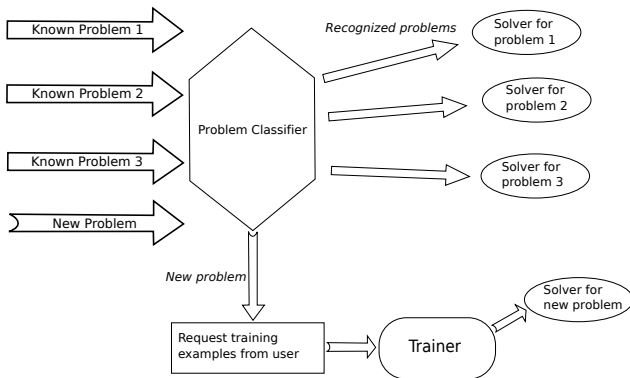 Known Problem 1
Known Problem 2
Known Problem 3
New Problem
Problem Classifier
Recognized problems
Solver for
problem 1
Solver for
problem 2
Solver for
problem 3
New problem
Request training
examples from user
Trainer
Solver for
new problem